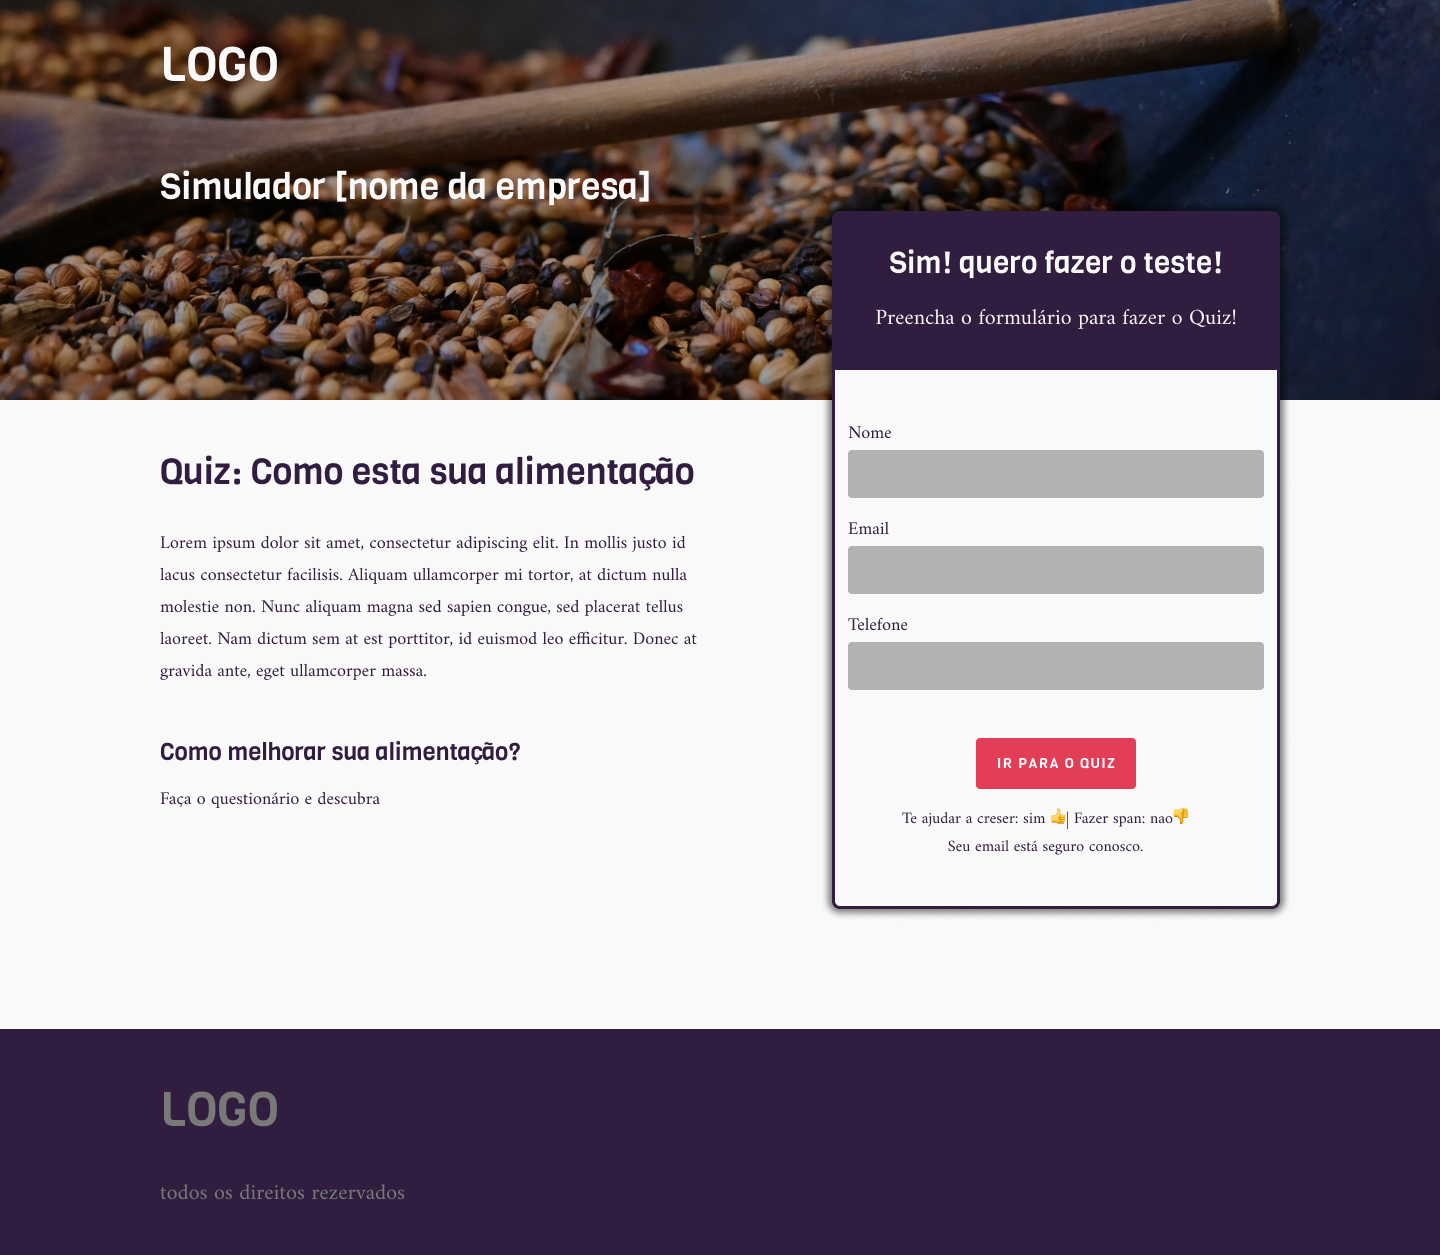 LOGO
Simulador [nome da empresa]
Sim! quero fazer o teste!
Preencha o formulário para fazer o Quiz!
Quiz: Como esta sua alimentação
Lorem ipsum dolor sit amet, consectetur adipiscing elit. In mollis justo id
lacus consectetur facilisis. Aliquam ullamcorper mi tortor, at dictum nulla
molestie non. Nunc aliquam magna sed sapien congue, sed placerat tellus
laoreet. Nam dictum sem at est porttitor, id euismod leo efficitur. Donec at
gravida ante, eget ullamcorper massa.
Como melhorar sua alimentação?
Faça o questionário e descubra
Nome
Email
Telefone
IR PARA O QUIZ
Te ajudar a creser: sim 👍| Fazer span: nao👎
Seu email está seguro conosco.
LOGO
todos os direitos rezervados